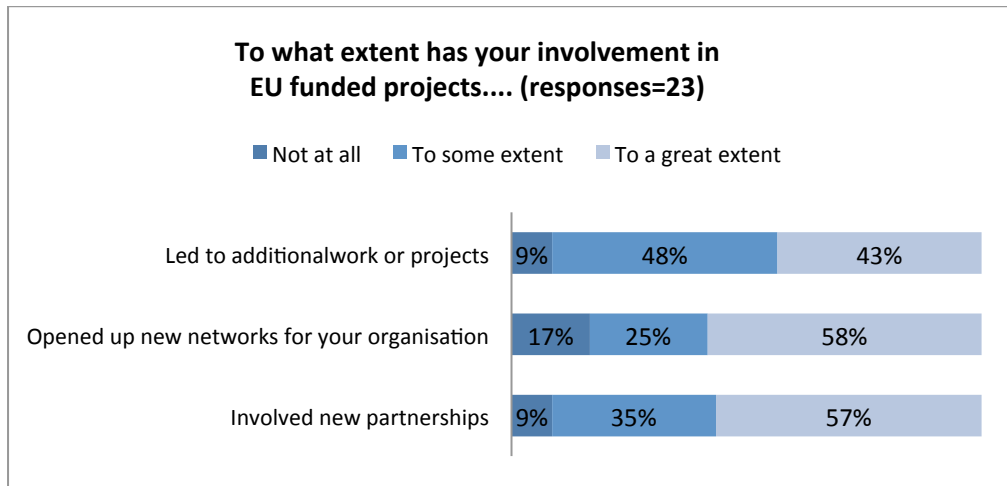 To what extent has your involvement in
EU funded projects.... (responses=23)
Not at all To some extent To a great extent
Led to additionalwork or projects 9% 48% 43%
Opened up new networks for your organisation 17% 25% 58%
Involved new partnerships 9% 35% 57%